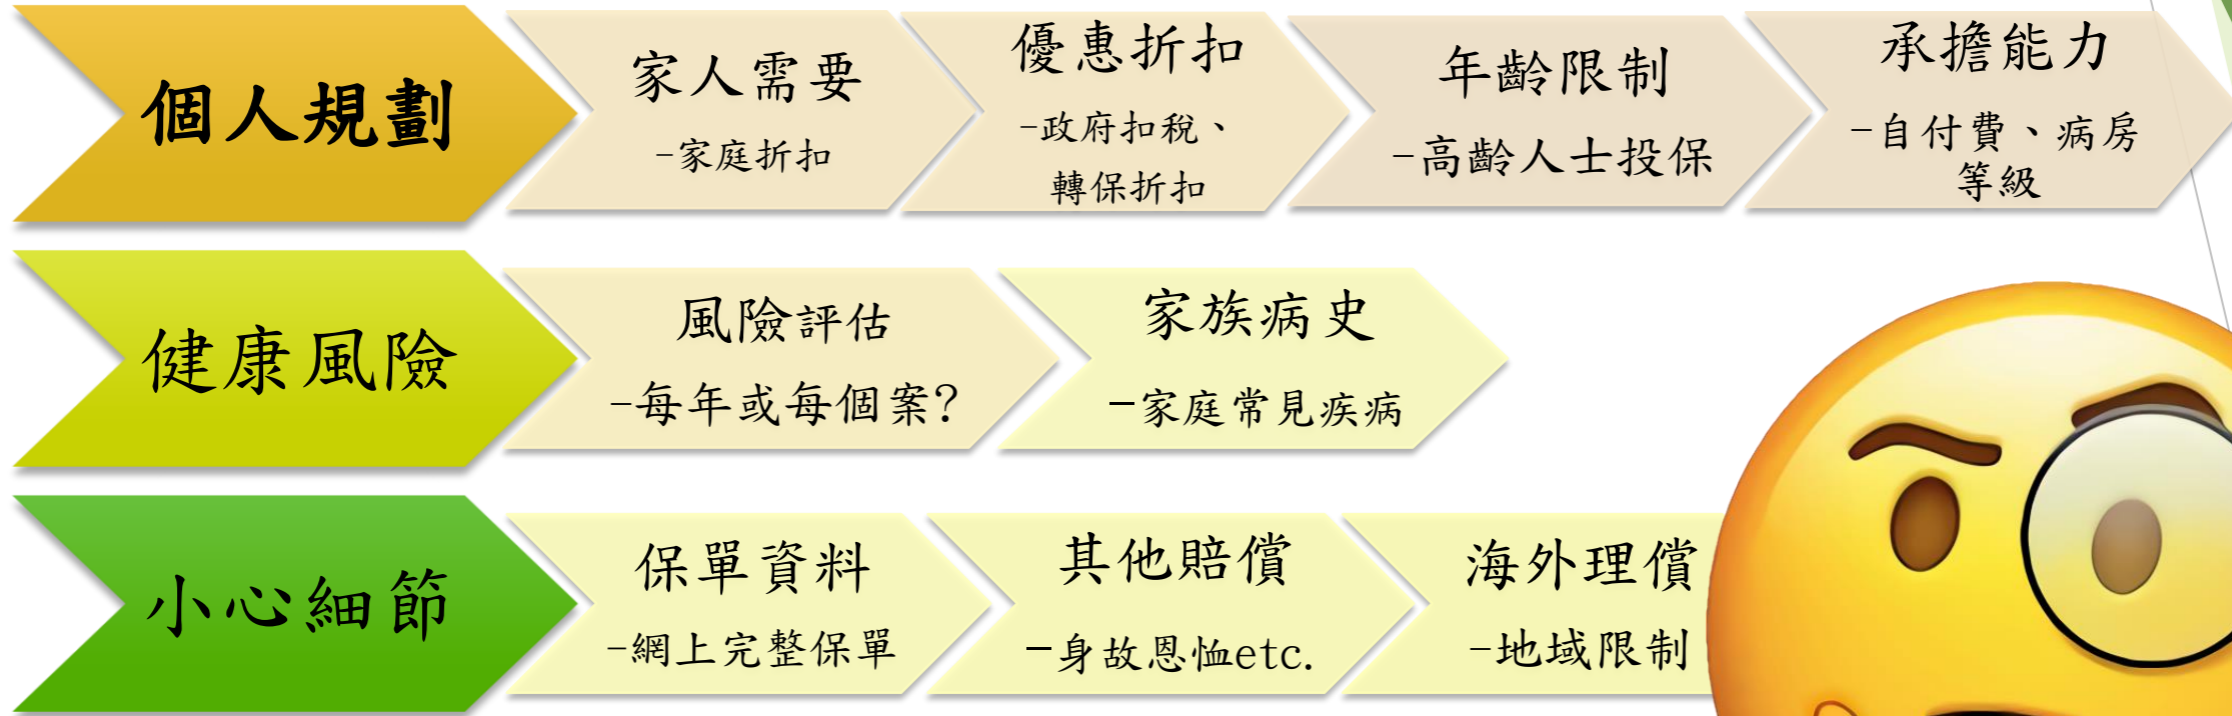 個人規劃
家人需要
-家庭折扣
優惠折扣
-政府扣稅、
轉保折扣
年齡限制
-高齡人士投保
承擔能力
-自付費、病房
等級
健康風險
風險評估
-每年或每個案?
家族病史
-家庭常見疾病
小心細節
保單資料
-網上完整保單
其他賠償
-身故恩恤etc.
海外理償
-地域限制